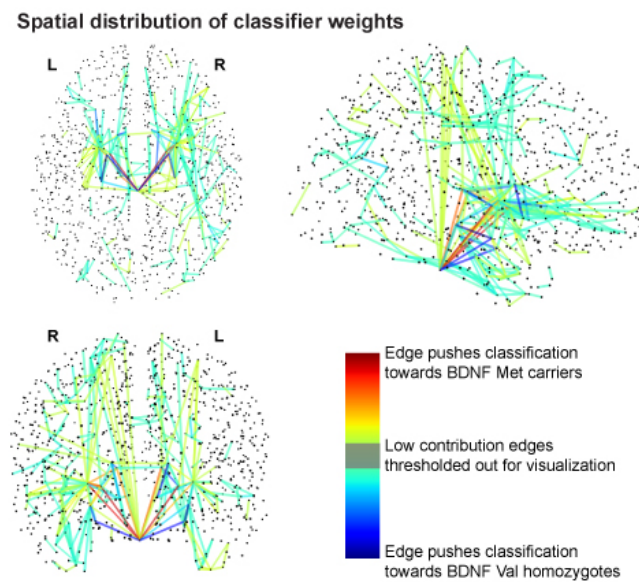 Spatial distribution of classifier weights
L
R
R
L
Edge pushes classification
towards BDNF Met carriers
Low contribution edges
thresholded out for visualization
Edge pushes classification
towards BDNF Val homozygotes